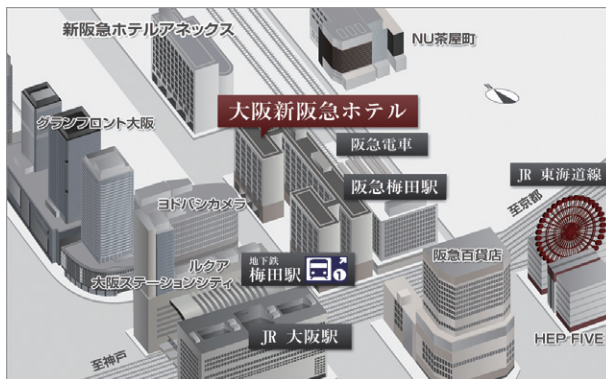 新阪急ホテルアネックス
NU茶屋町
大阪新阪急ホテル
グランフロント大阪
阪急電車
JR 東海道線
阪急梅田駅
至京都
ヨドバシカメラ
阪急百貨店
地下鉄
梅田駅
ルクア
大阪ステーションシティ
JR 大阪駅
HEP FIVE
至神戸